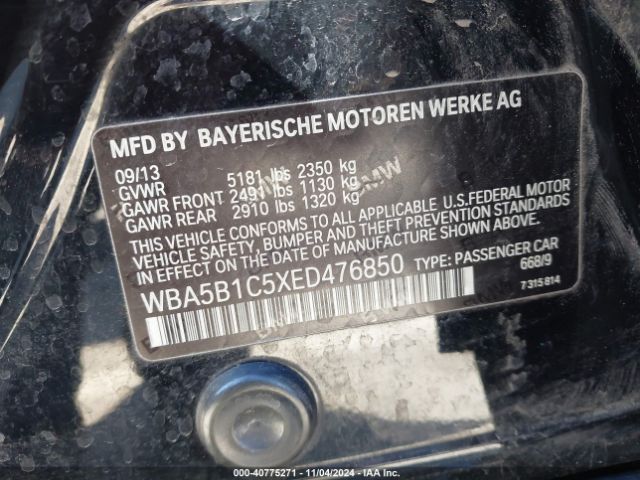 MFD BY BAYERISCHE MOTOREN WERKE AG
09/13
GVWR 5181 lbs 2350 kg
GAWR FRONT 2491 lbs 1130 kg
GAWR REAR 2910 lbs 1320 kg
THIS VEHICLE CONFORMS TO ALL APPLICABLE U.S.FEDERAL MOTOR
VEHICLE SAFETY, BUMPER AND THEFT PREVENTION STANDARDS
IN EFFECT ON THE DATE OF MANUFACTURE SHOWN ABOVE.
WBA5B1C5XED476850 TYPE: PASSENGER CAR
668/9
7 315 814
000-40775271 - 11/04/2024 - IAA Inc.